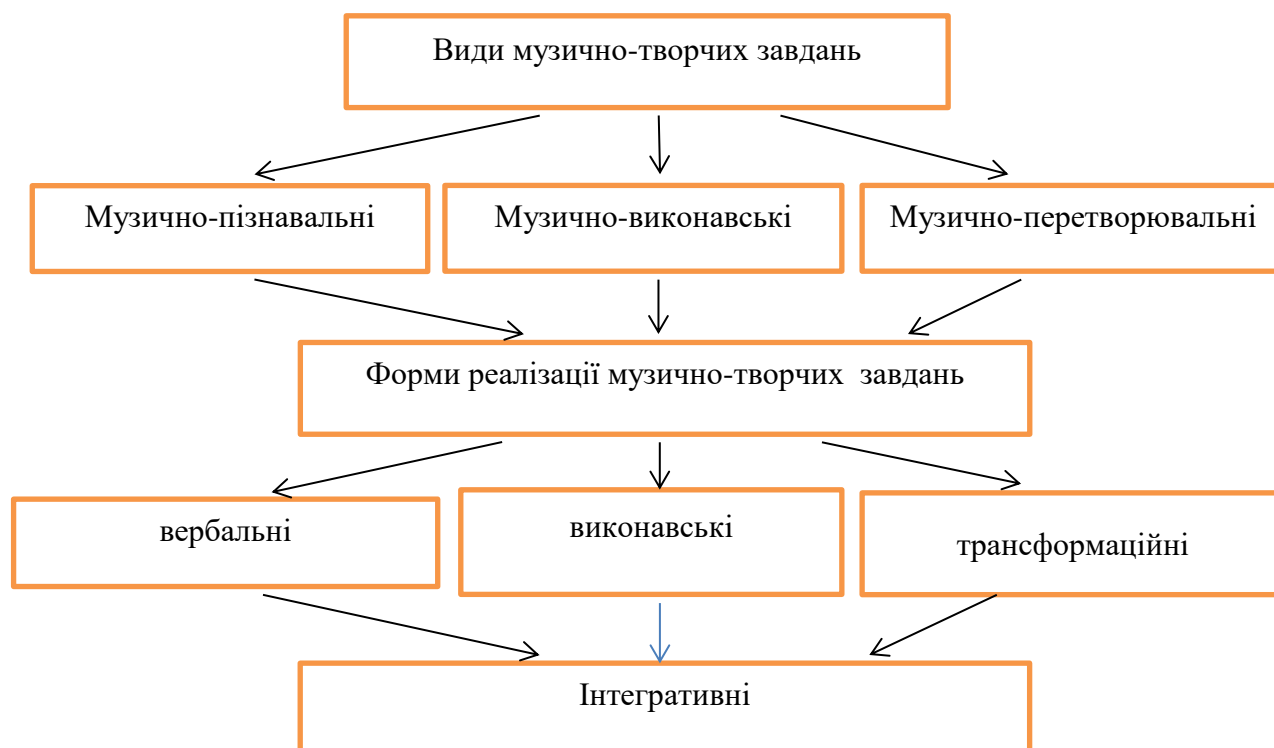 Види музично-творчих завдань
Музично-пізнавальні
Музично-виконавські
Музично-перетворювальні
Форми реалізації музично-творчих завдань
вербальні
виконавські
трансформаційні
Інтегративні